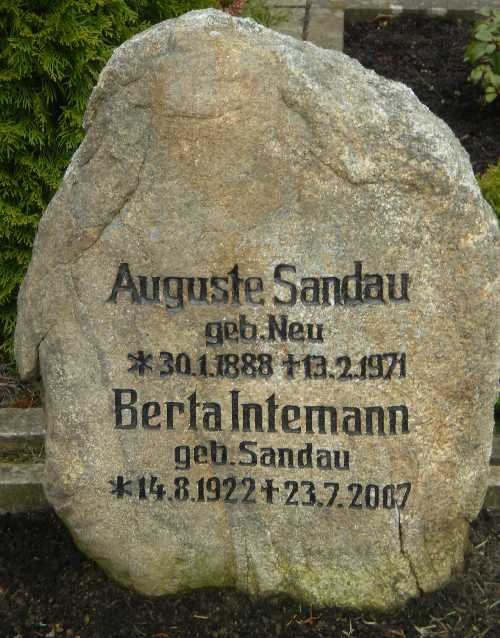 Auguste Sandau
geb. Neu
* 30.1.1888 † 13.2.1971
Berta Intemann
geb. Sandau
* 14.8.1922 † 23.7.2007